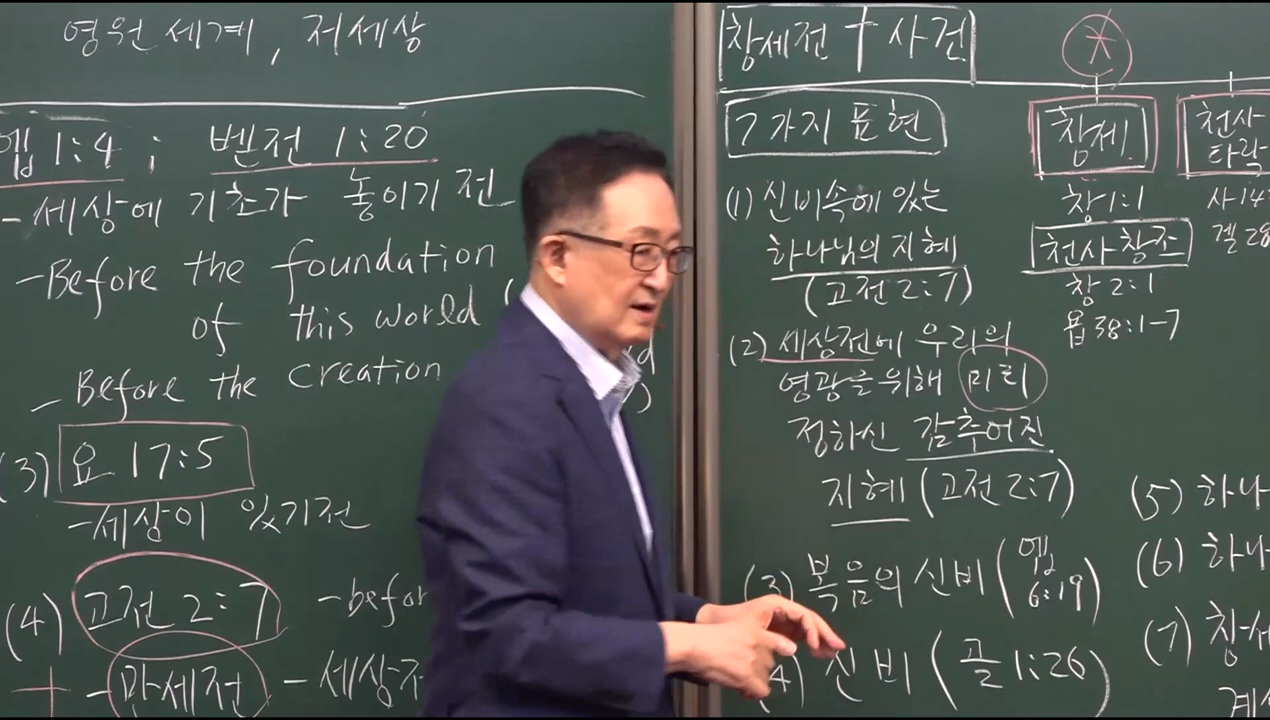 영원세계, 저세상
엡 1:4 ; 벧전 1:20
- 세상에 기초가 놓이기 전
- Before the foundation
of this world (
- Before the creation
)
(3) 요 17:5
- 세상이 있기전
(4) 고전 2:7 - befor
+ - 만세전 - 세상
창세전 † 사건
7가지 표현
(1) 신비속에 있는
하나님의 지혜
(고전 2:7)
(2) 세상전에 우리의
영광을 위해 미리
정하신 감추어진
지혜 (고전 2:7)
(3) 복음의 신비 (엡 6:19)
(4) 신비 (골 1:26)
*
창세1
창1:1
천사창조
창 2:1
욥 38:1-7
천사
타락
사14
겔 28
(5) 하나
(6) 하나
(7) 창세
계시